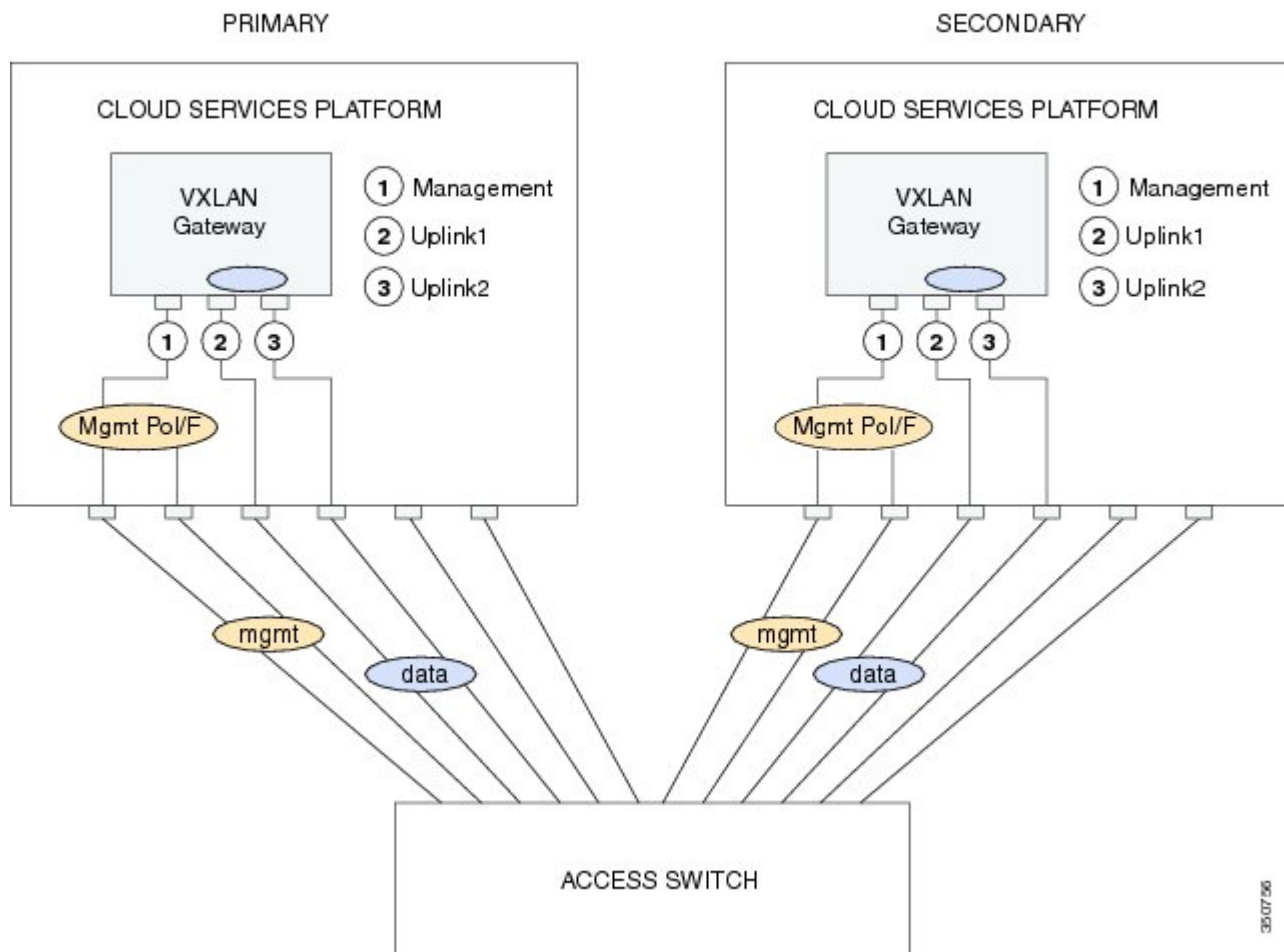 PRIMARY
SECONDARY
CLOUD SERVICES PLATFORM
CLOUD SERVICES PLATFORM
VXLAN
Gateway
1 Management
2 Uplink1
3 Uplink2
VXLAN
Gateway
1 Management
2 Uplink1
3 Uplink2
1 2 3
1 2 3
Mgmt Pol/F
Mgmt Pol/F
mgmt
mgmt
data
data
ACCESS SWITCH
350756